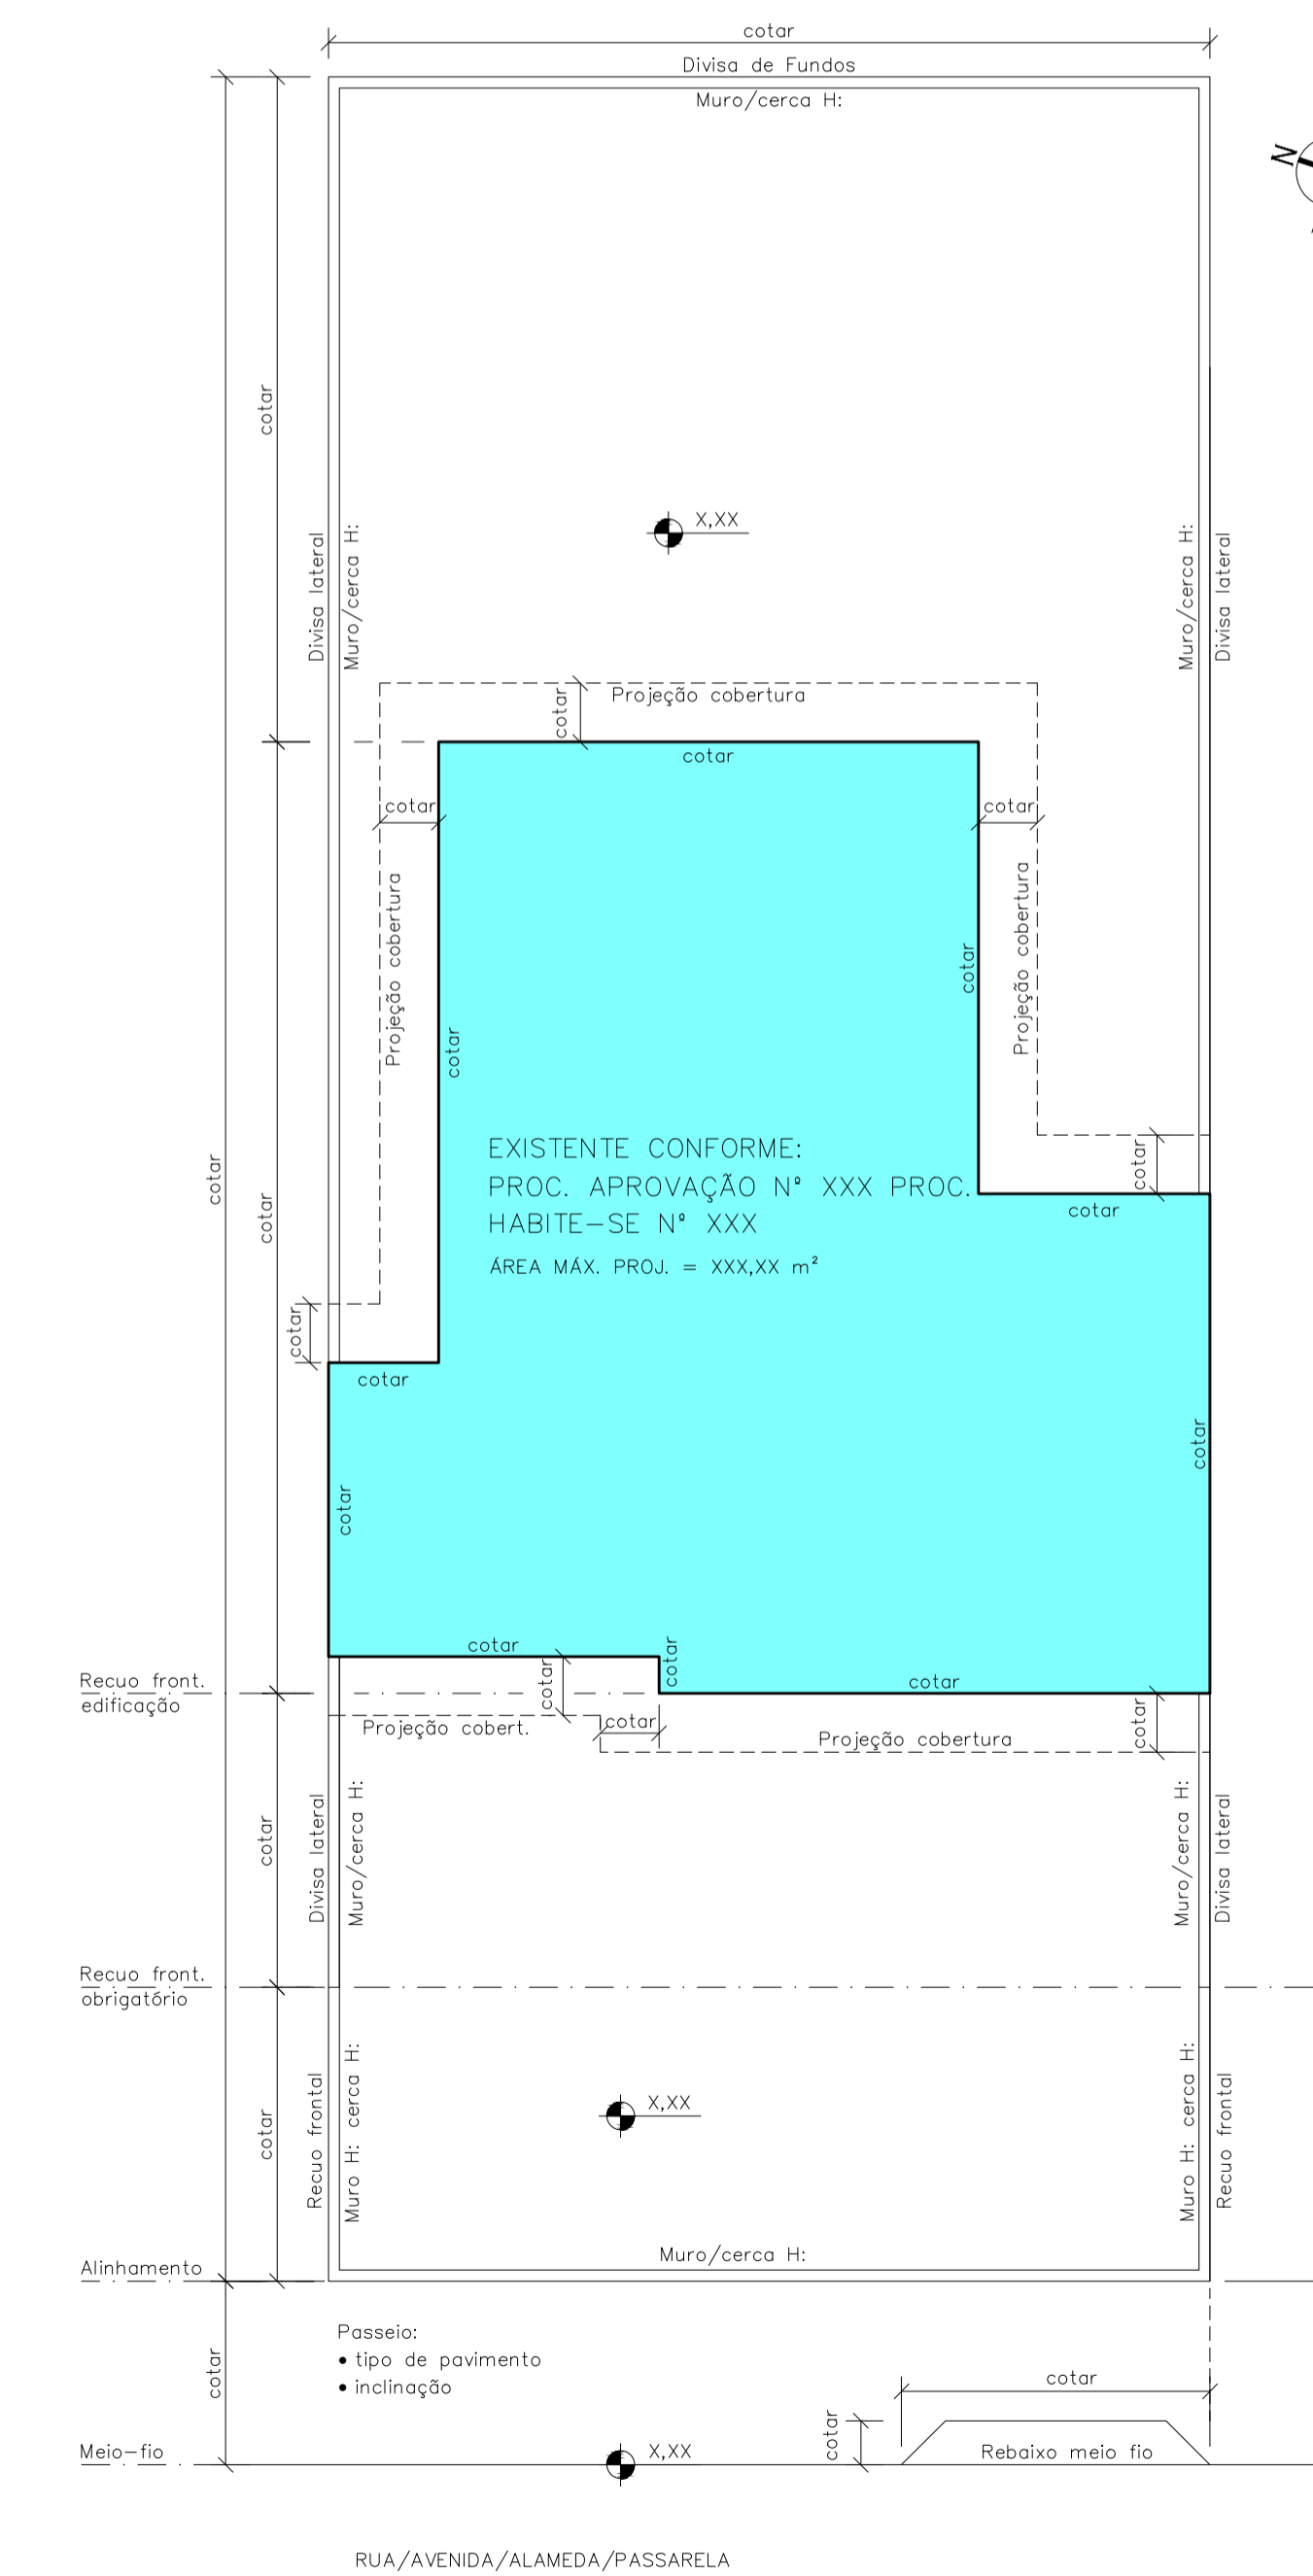 cotar
Divisa de Fundos
Muro/cerca H:
N
cotar
X,XX
Divisa lateral
Muro/cerca H:
Muro/cerca H:
Divisa lateral
cotar
Projeção cobertura
cotar
cotar
cotar
Projeção cobertura
Projeção cobertura
cotar
cotar
EXISTENTE CONFORME:
PROC. APROVAÇÃO Nº XXX PROC.
HABITE-SE Nº XXX
ÁREA MÁX. PROJ. = XXX,XX m²
cotar
cotar
cotar
cotar
cotar
cotar
cotar
cotar
cotar
cotar
cotar
Recuo front.
edificação
cotar
cotar
cotar
Projeção cobert.
cotar
Projeção cobertura
cotar
Divisa lateral
Muro/cerca H:
Muro/cerca H:
Divisa lateral
Recuo front.
obrigatório
cotar
Recuo frontal
Muro H: cerca H:
X,XX
Muro H: cerca H:
Recuo frontal
Muro/cerca H:
Alinhamento
Passeio:
• tipo de pavimento
• inclinação
cotar
cotar
cotar
Meio-fio
X,XX
Rebaixo meio fio
RUA/AVENIDA/ALAMEDA/PASSARELA